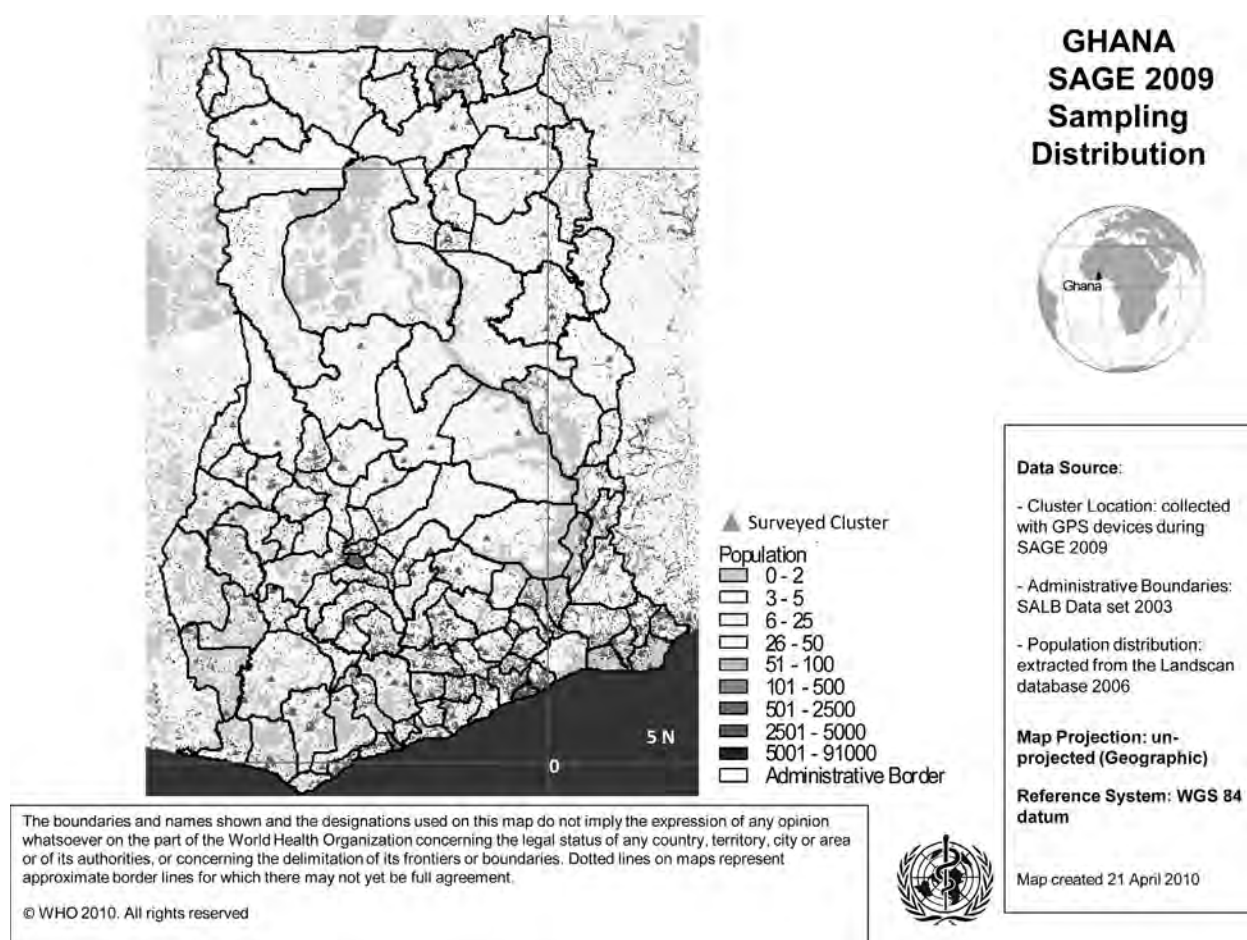 GHANA
SAGE 2009
Sampling
Distribution
Ghana
Data Source:
- Cluster Location: collected
with GPS devices during
SAGE 2009
- Administrative Boundaries:
SALB Data set 2003
- Population distribution:
extracted from the Landscan
database 2006
Map Projection: un-
projected (Geographic)
Reference System: WGS 84
datum
Map created 21 April 2010
Surveyed Cluster
Population
0 - 2
3 - 5
6 - 25
26 - 50
51 - 100
101 - 500
501 - 2500
2501 - 5000
5001 - 91000
Administrative Border
5 N
0
The boundaries and names shown and the designations used on this map do not imply the expression of any opinion
whatsoever on the part of the World Health Organization concerning the legal status of any country, territory, city or area
or of its authorities, or concerning the delimitation of its frontiers or boundaries. Dotted lines on maps represent
approximate border lines for which there may not yet be full agreement.
© WHO 2010. All rights reserved